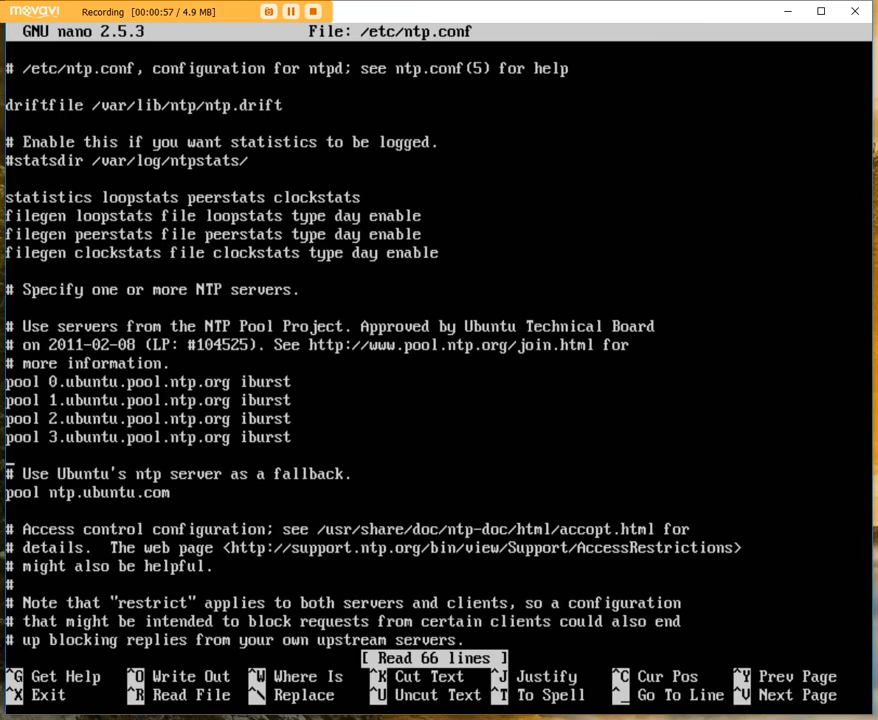 movavi Recording [00:00:57 / 4.9 MB]
GNU nano 2.5.3 File: /etc/ntp.conf
# /etc/ntp.conf, configuration for ntpd; see ntp.conf(5) for help
driftfile /var/lib/ntp/ntp.drift
# Enable this if you want statistics to be logged.
#statsdir /var/log/ntpstats/
statistics loopstats peerstats clockstats
filegen loopstats file loopstats type day enable
filegen peerstats file peerstats type day enable
filegen clockstats file clockstats type day enable
# Specify one or more NTP servers.
# Use servers from the NTP Pool Project. Approved by Ubuntu Technical Board
# on 2011-02-08 (LP: #104525). See http://www.pool.ntp.org/join.html for
# more information.
pool 0.ubuntu.pool.ntp.org iburst
pool 1.ubuntu.pool.ntp.org iburst
pool 2.ubuntu.pool.ntp.org iburst
pool 3.ubuntu.pool.ntp.org iburst
# Use Ubuntu's ntp server as a fallback.
pool ntp.ubuntu.com
# Access control configuration; see /usr/share/doc/ntp-doc/html/accopt.html for
# details.  The web page <http://support.ntp.org/bin/view/Support/AccessRestrictions>
# might also be helpful.
#
# Note that "restrict" applies to both servers and clients, so a configuration
# that might be intended to block requests from certain clients could also end
# up blocking replies from your own upstream servers.
[ Read 66 lines ]
^G Get Help ^O Write Out ^W Where Is ^K Cut Text ^J Justify ^C Cur Pos ^Y Prev Page
^X Exit ^R Read File ^\ Replace ^U Uncut Text ^T To Spell ^_ Go To Line ^V Next Page